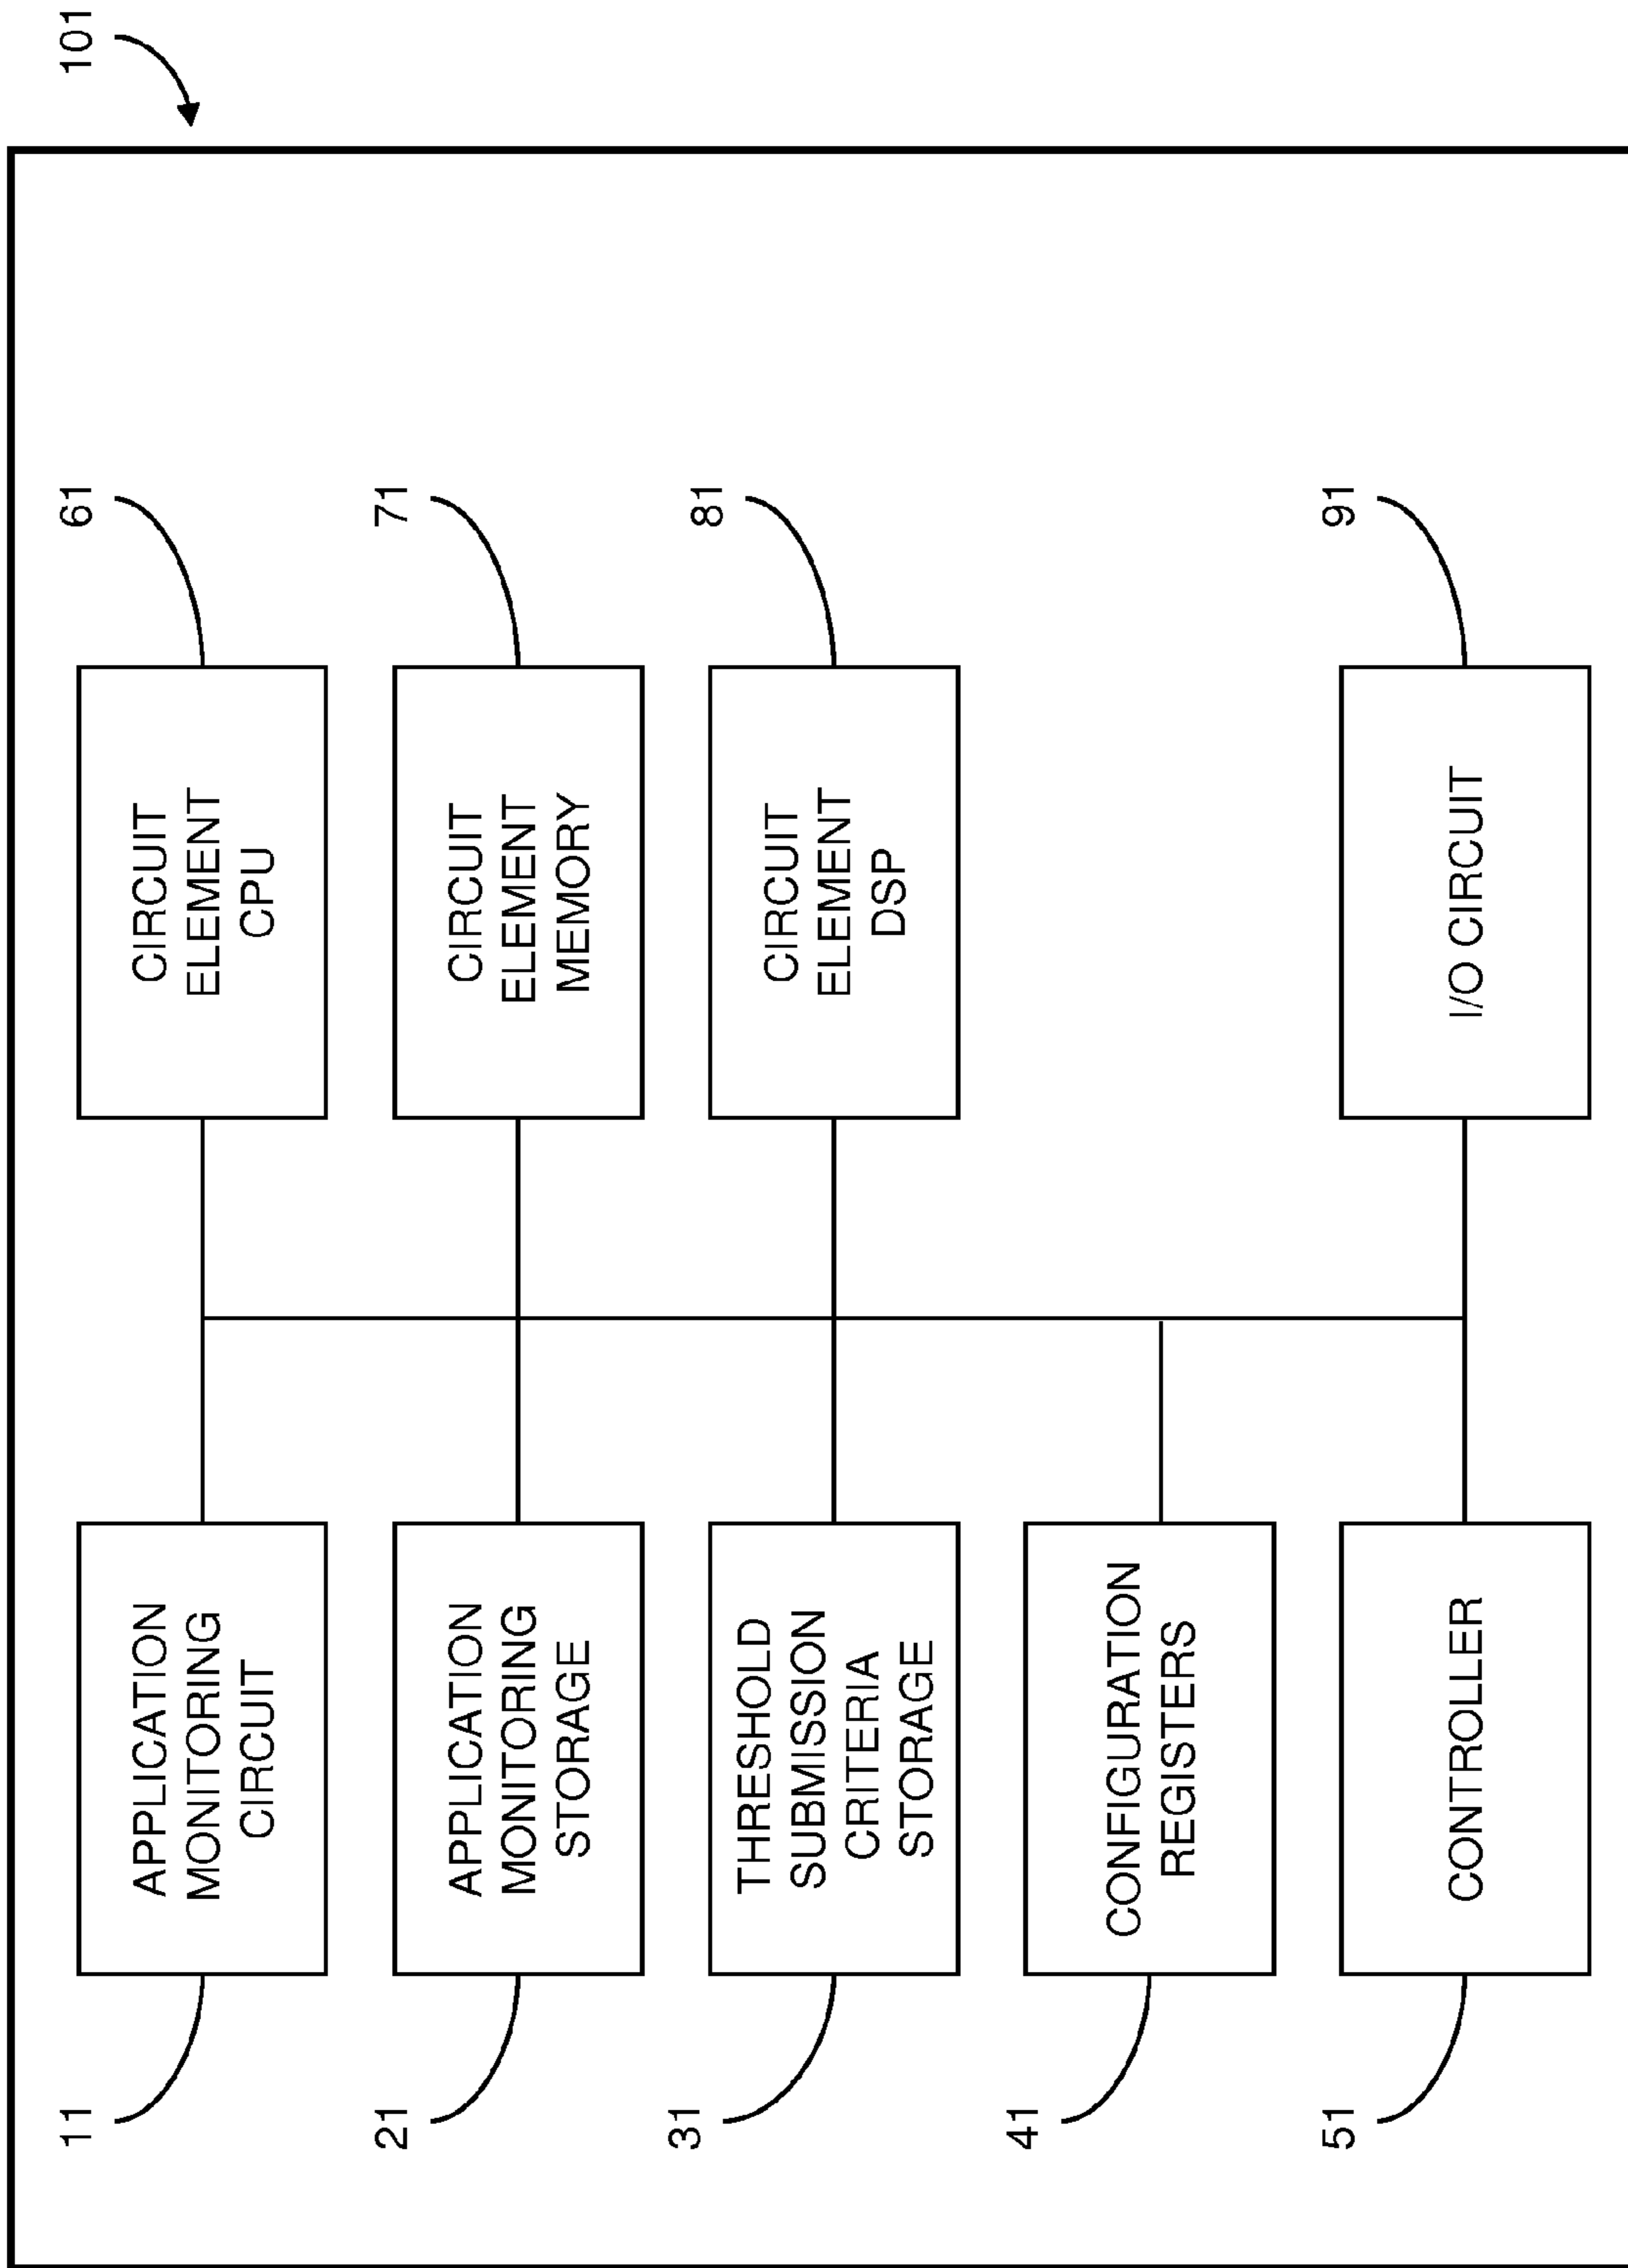 101
61
CIRCUIT
ELEMENT
CPU
71
CIRCUIT
ELEMENT
MEMORY
81
CIRCUIT
ELEMENT
DSP
91
I/O CIRCUIT
11
APPLICATION
MONITORING
CIRCUIT
21
APPLICATION
MONITORING
STORAGE
31
THRESHOLD
SUBMISSION
CRITERIA
STORAGE
41
CONFIGURATION
REGISTERS
51
CONTROLLER